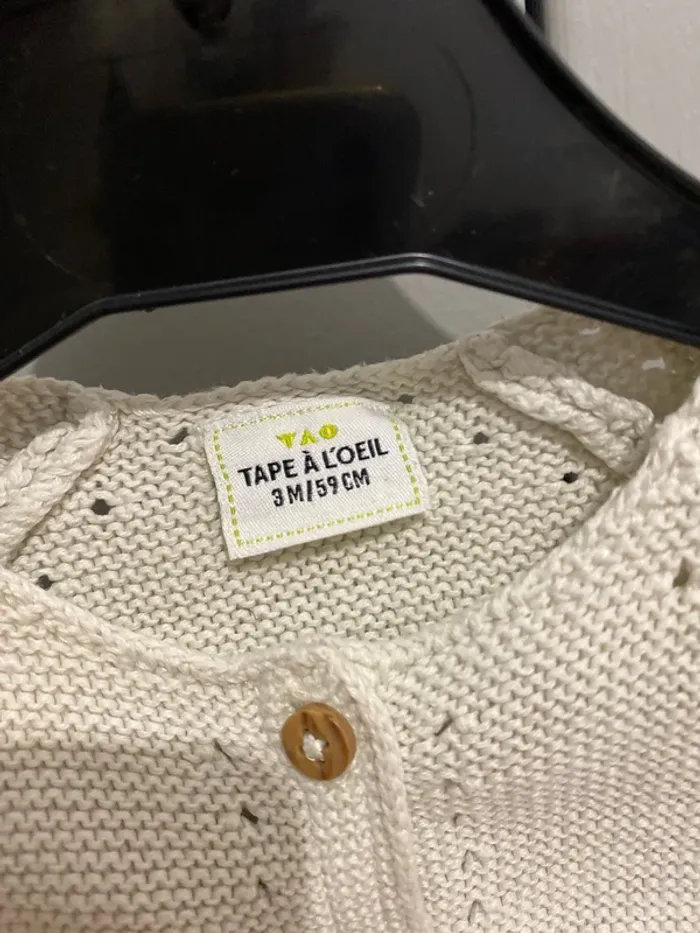 TAO
TAPE À L'OEIL
3M/59CM